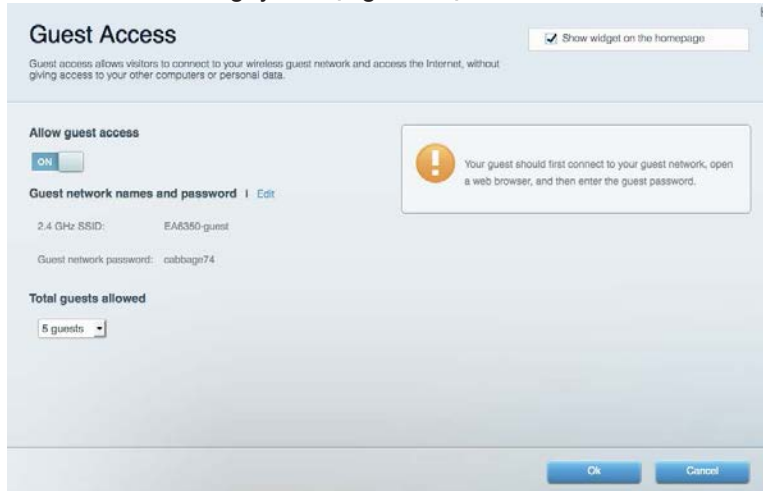 Guest Access
Show widget on the homepage
Guest access allows visitors to connect to your wireless guest network and access the Internet, without
giving access to your other computers or personal data.
Allow guest access
ON
Your guest should first connect to your guest network, open
a web browser, and then enter the guest password.
Guest network names and password | Edit
2.4 GHz SSID: EA6350-guest
Guest network password: cabbage74
Total guests allowed
5 guests
Ok Cancel